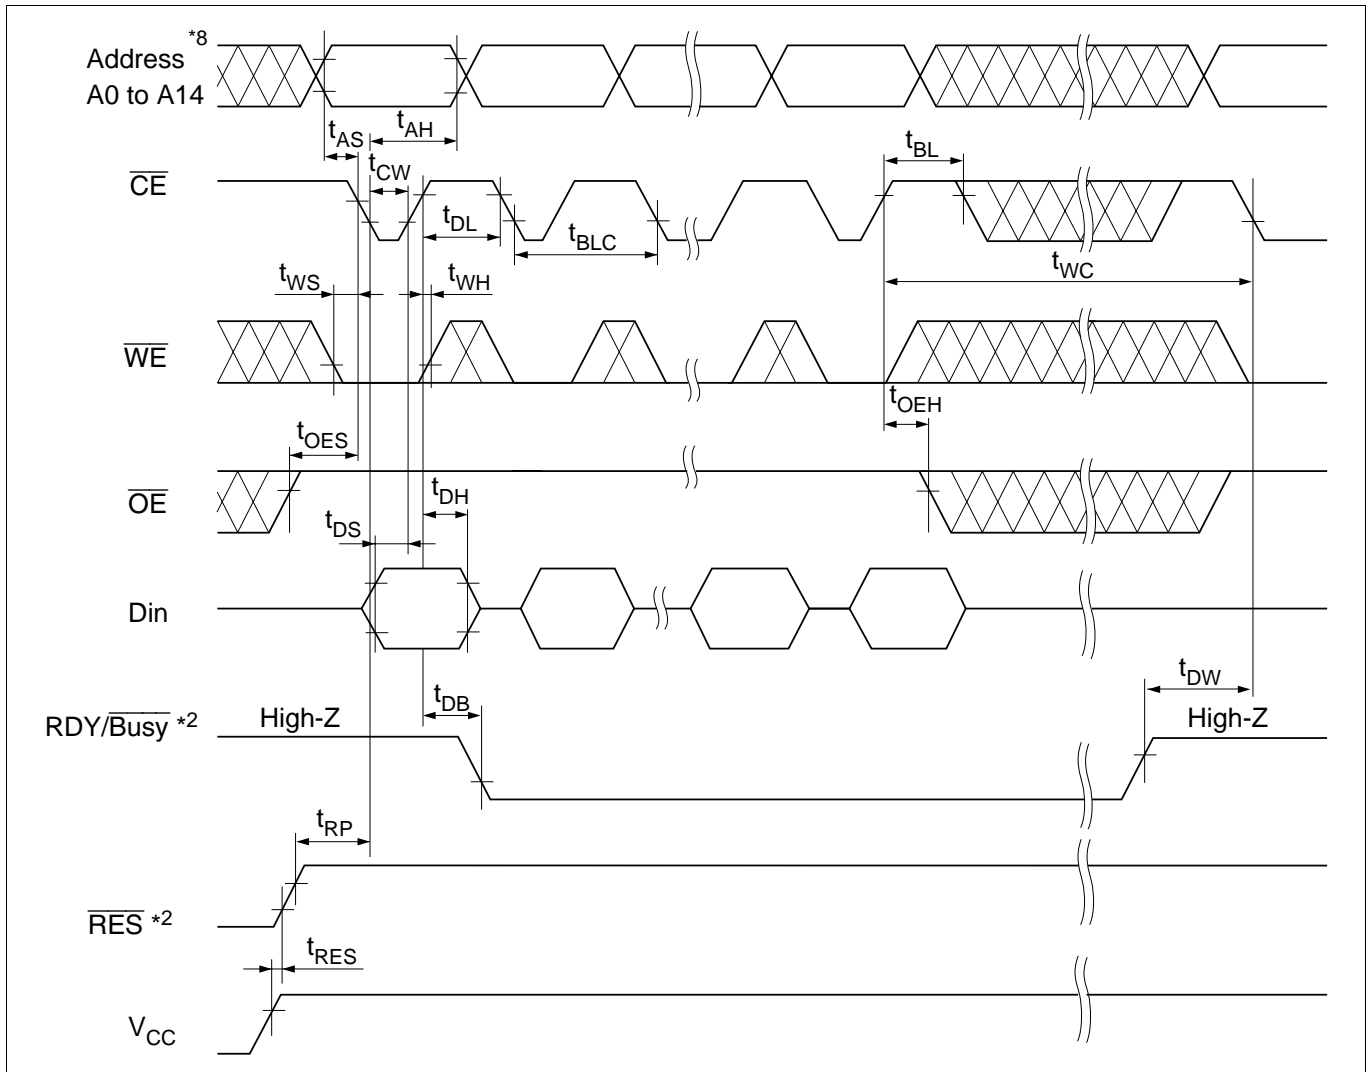 Address *8
A0 to A14
tAS
tAH
CE
tCW
tBL
tDL
tBLC
tWC
tWS
tWH
WE
tOEH
tOES
OE
tDH
tDS
Din
tDW
tDB
RDY/Busy *2
High-Z
High-Z
tRP
RES *2
tRES
VCC